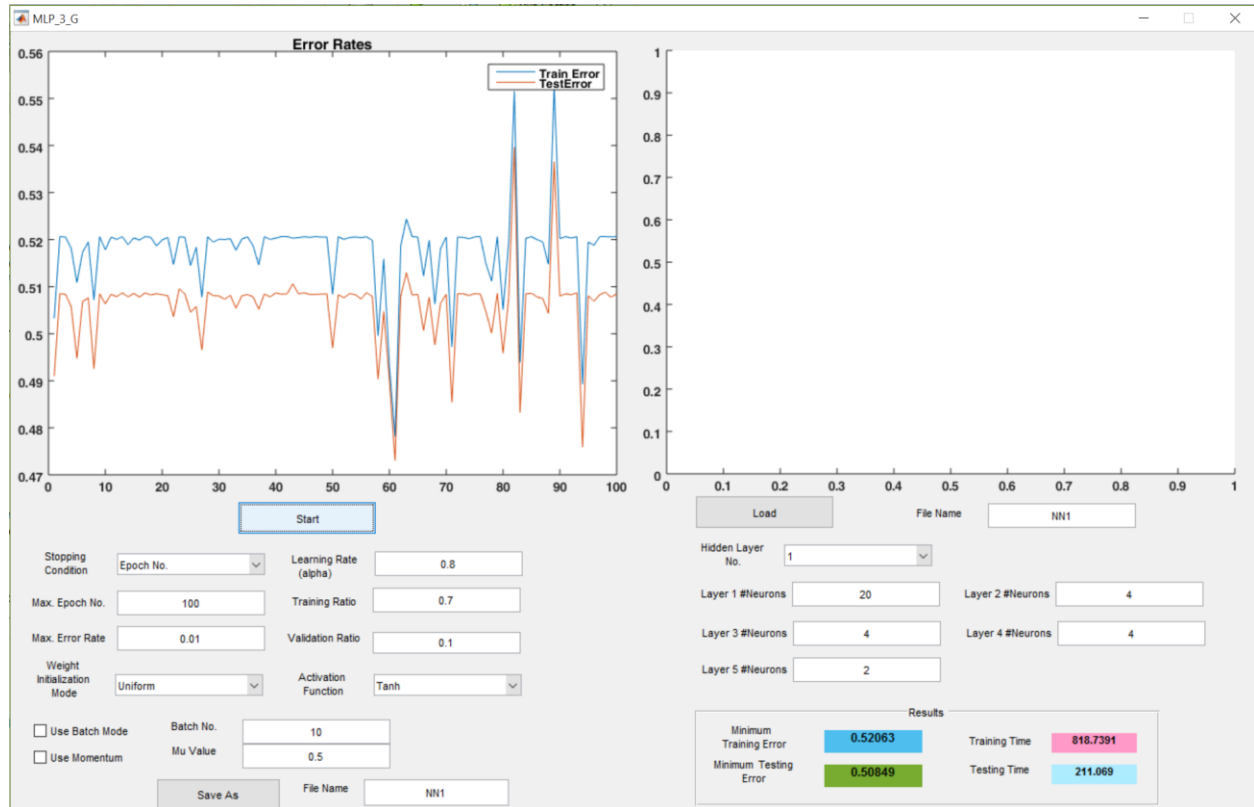 MLP_3_G
Error Rates
Train Error
TestError
0.56
0.55
0.54
0.53
0.52
0.51
0.5
0.49
0.48
0.47
0 10 20 30 40 50 60 70 80 90 100
1
0.9
0.8
0.7
0.6
0.5
0.4
0.3
0.2
0.1
0
0 0.1 0.2 0.3 0.4 0.5 0.6 0.7 0.8 0.9 1
Start
Stopping
Condition
Epoch No.
Learning Rate
(alpha)
0.8
Max. Epoch No.
100
Training Ratio
0.7
Max. Error Rate
0.01
Validation Ratio
0.1
Weight
Initialization
Mode
Uniform
Activation
Function
Tanh
Use Batch Mode
Batch No.
10
Use Momentum
Mu Value
0.5
Save As
File Name
NN1
Load
File Name
NN1
Hidden Layer
No.
1
Layer 1 #Neurons
20
Layer 2 #Neurons
4
Layer 3 #Neurons
4
Layer 4 #Neurons
4
Layer 5 #Neurons
2
Results
Minimum
Training Error
0.52063
Training Time
818.7391
Minimum Testing
Error
0.50849
Testing Time
211.069